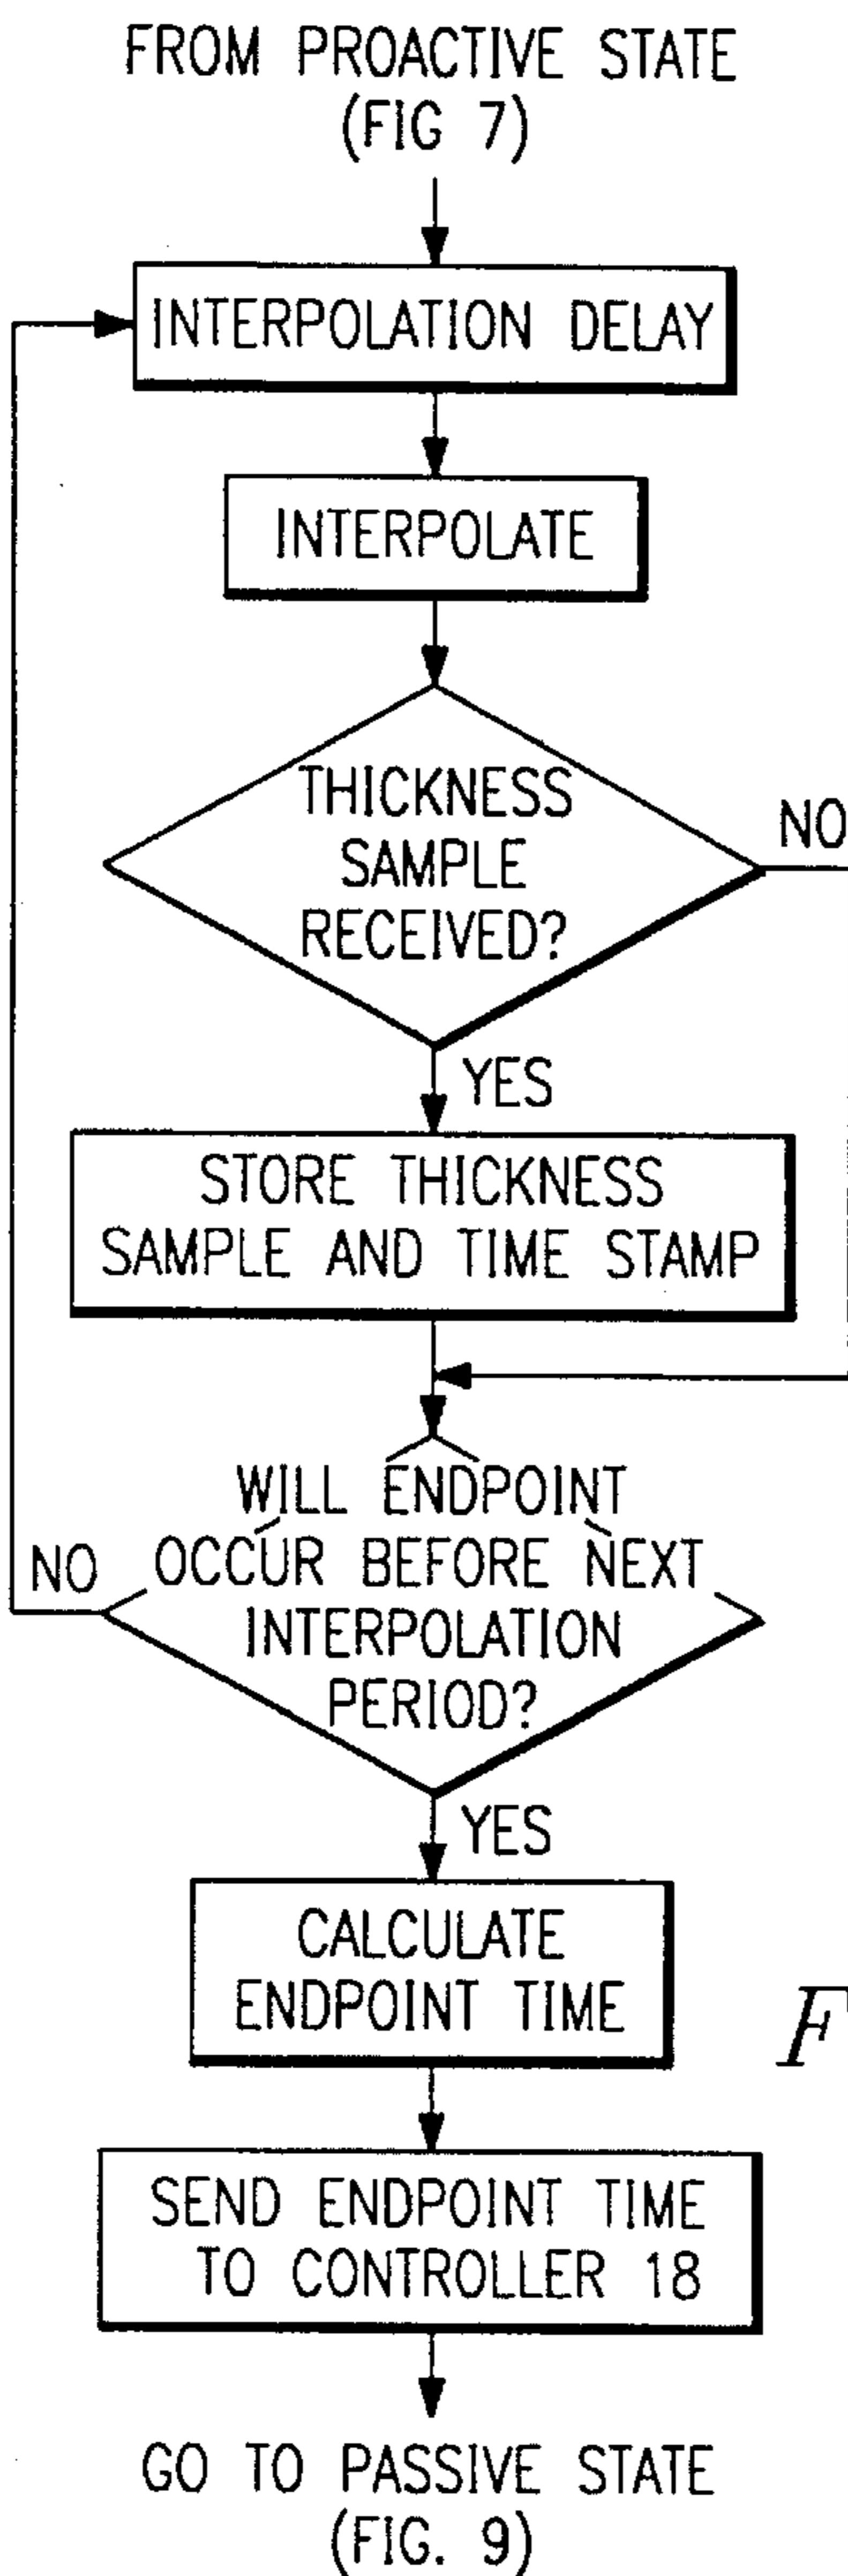 FROM PROACTIVE STATE
(FIG 7)
INTERPOLATION DELAY
INTERPOLATE
THICKNESS
SAMPLE
RECEIVED?
NO
YES
STORE THICKNESS
SAMPLE AND TIME STAMP
WILL ENDPOINT
OCCUR BEFORE NEXT
INTERPOLATION
PERIOD?
NO
YES
CALCULATE
ENDPOINT TIME
F
SEND ENDPOINT TIME
TO CONTROLLER 18
GO TO PASSIVE STATE
(FIG. 9)